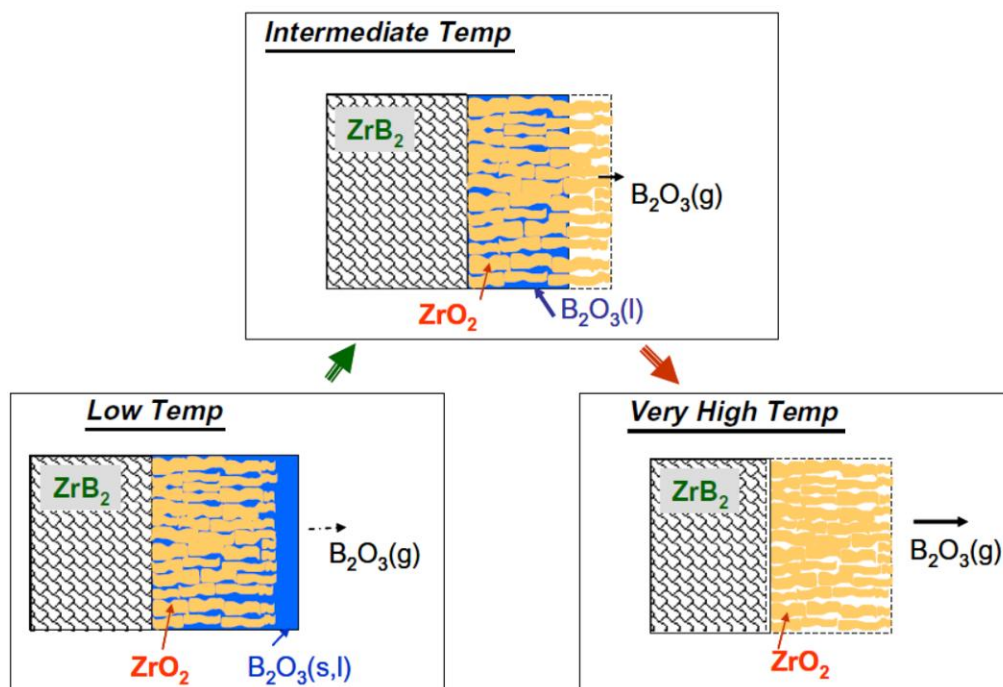 Intermediate Temp
ZrB₂
B₂O₃(g)
ZrO₂
B₂O₃(l)
Low Temp
ZrB₂
B₂O₃(g)
ZrO₂
B₂O₃(s,l)
Very High Temp
ZrB₂
B₂O₃(g)
ZrO₂